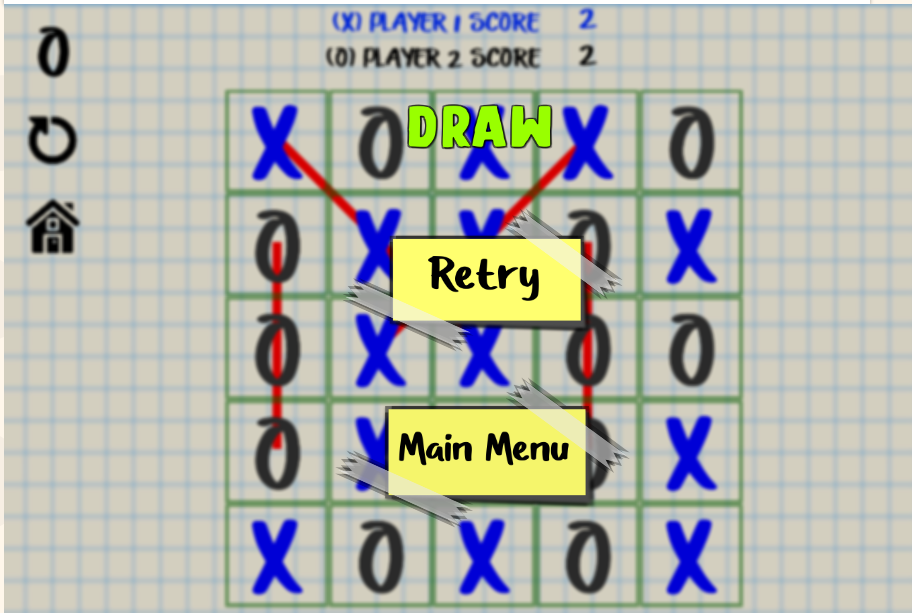 (X) PLAYER 1 SCORE 2
(O) PLAYER 2 SCORE 2
O
DRAW
X O X X O
O X X O X
Retry
O X X O O
O X O X
Main Menu
X O X O X